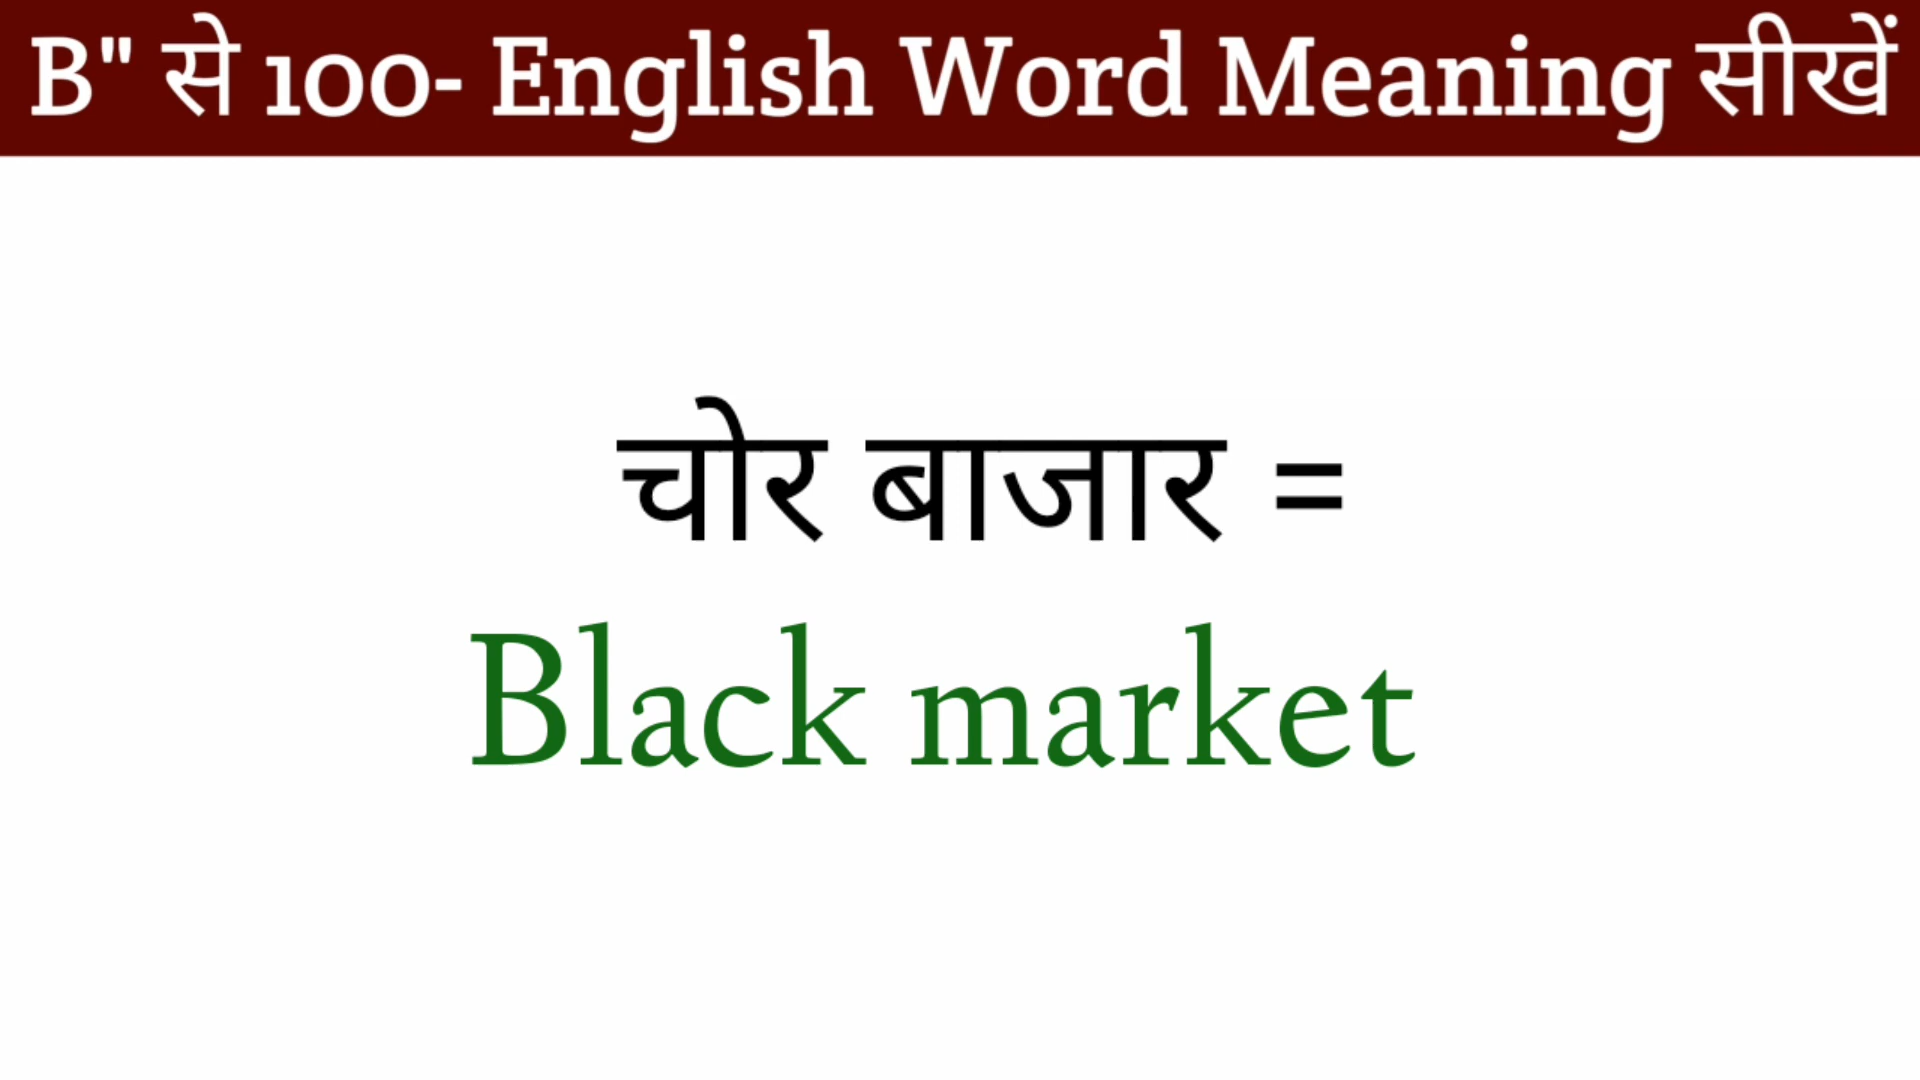 B" से 100- English Word Meaning सीखें
चोर बाजार =
Black market